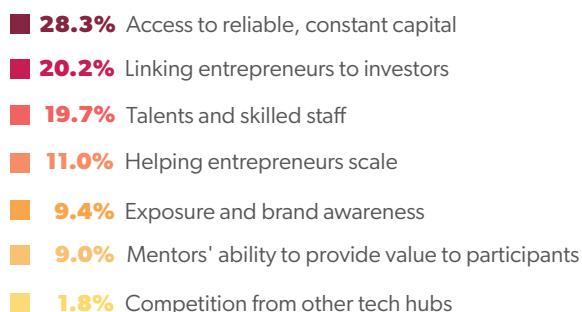 28.3% Access to reliable, constant capital
20.2% Linking entrepreneurs to investors
19.7% Talents and skilled staff
11.0% Helping entrepreneurs scale
9.4% Exposure and brand awareness
9.0% Mentors' ability to provide value to participants
1.8% Competition from other tech hubs